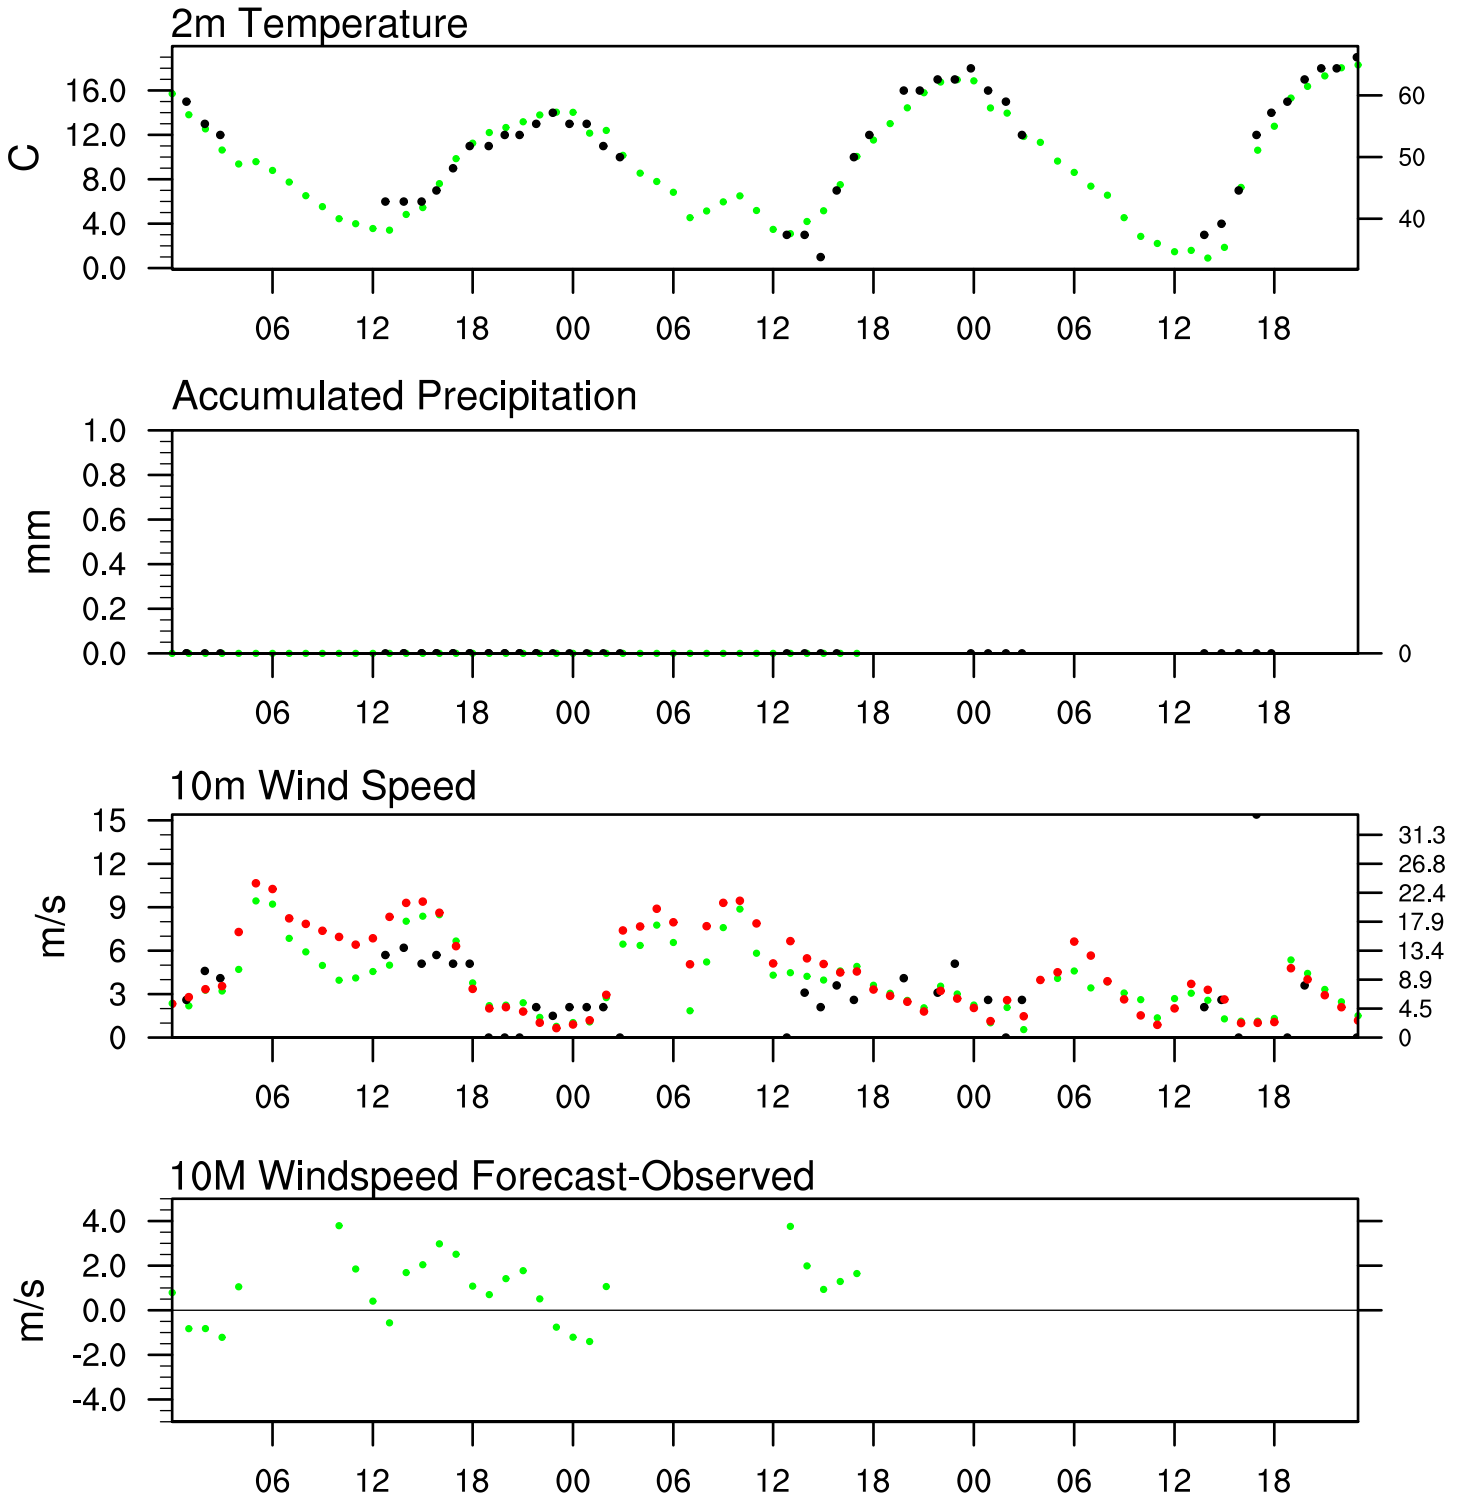 2m Temperature
16.0
12.0
8.0
4.0
0.0
C
60
50
40
06 12 18 00 06 12 18 00 06 12 18
Accumulated Precipitation
1.0
0.8
0.6
0.4
0.2
0.0
mm
0
06 12 18 00 06 12 18 00 06 12 18
10m Wind Speed
15
12
9
6
3
0
m/s
31.3
26.8
22.4
17.9
13.4
8.9
4.5
0
06 12 18 00 06 12 18 00 06 12 18
10M Windspeed Forecast-Observed
4.0
2.0
0.0
-2.0
-4.0
m/s
06 12 18 00 06 12 18 00 06 12 18